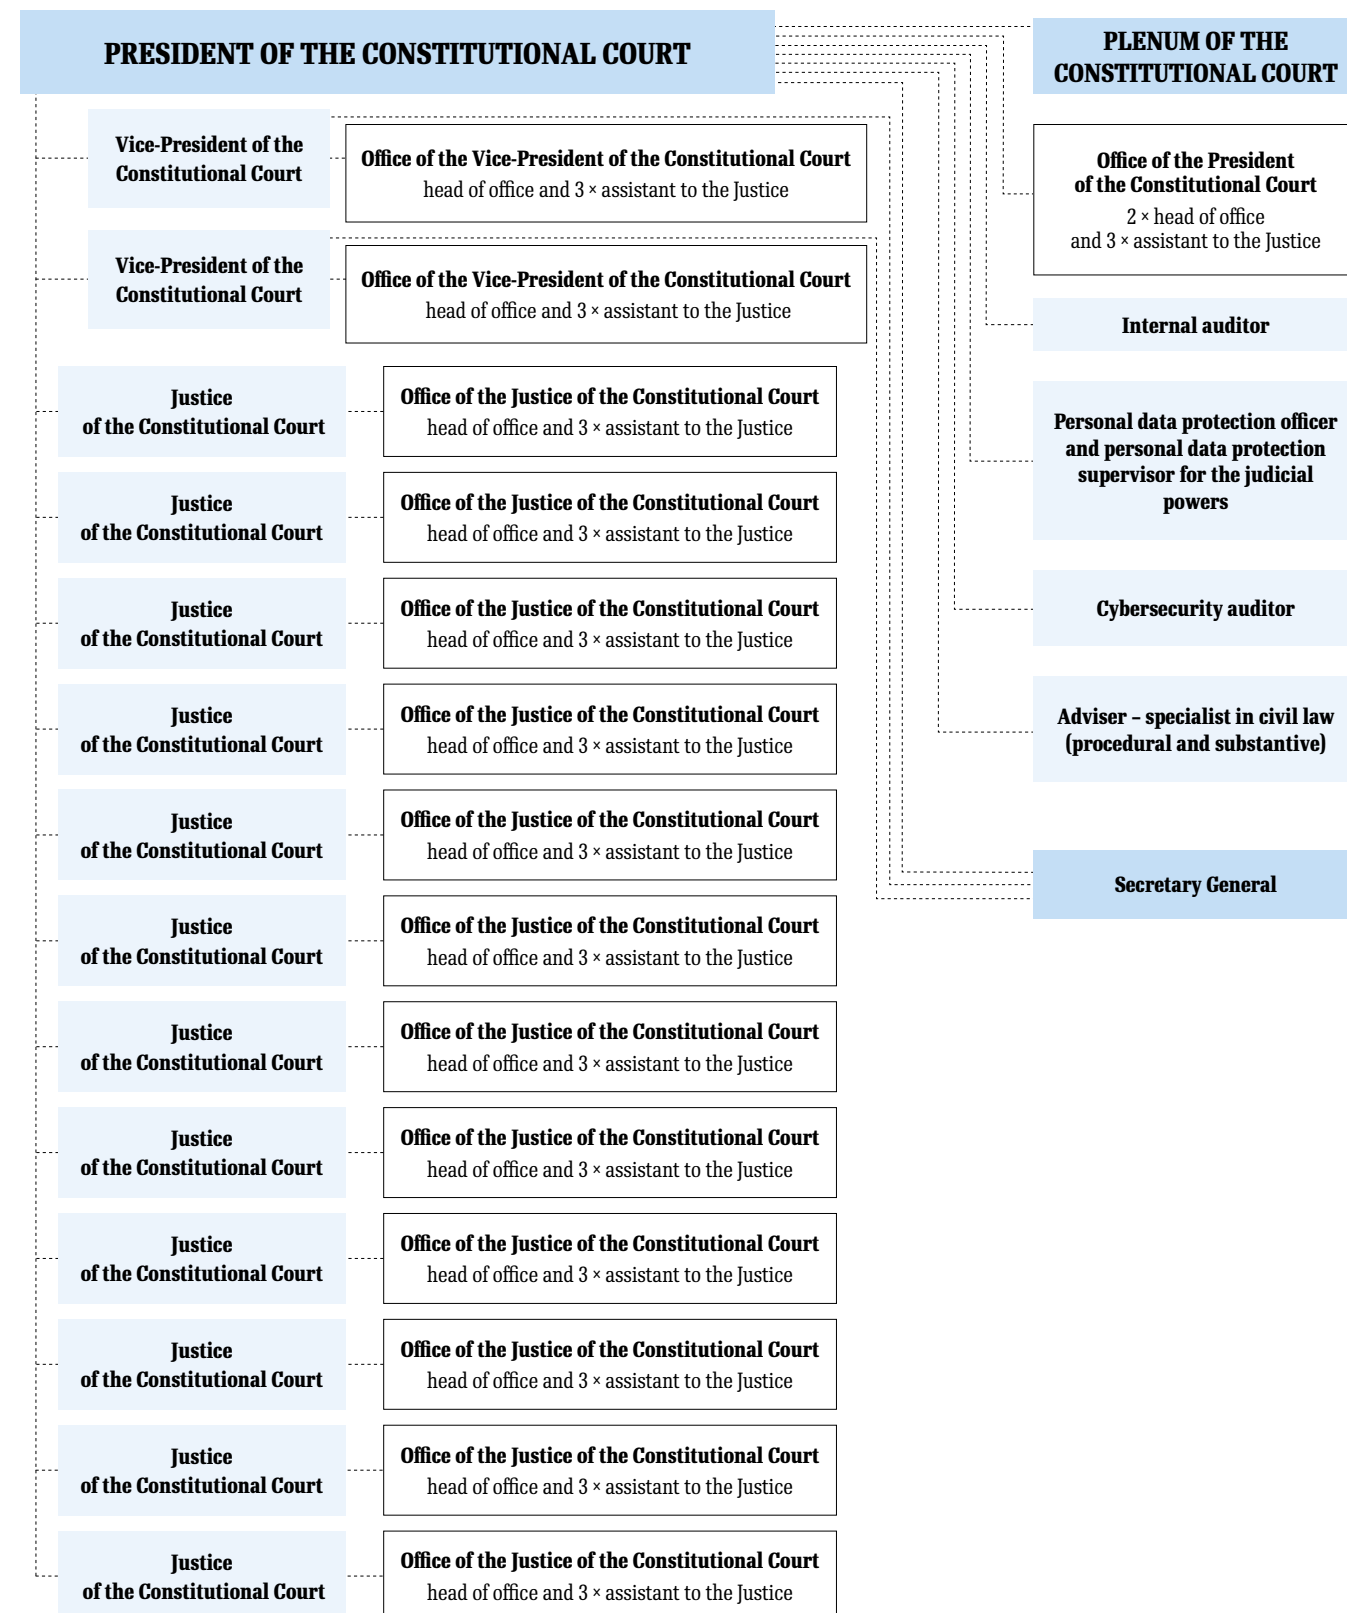 PRESIDENT OF THE CONSTITUTIONAL COURT
PLENUM OF THE
CONSTITUTIONAL COURT
Vice-President of the
Constitutional Court
Office of the Vice-President of the Constitutional Court
head of office and 3 × assistant to the Justice
Office of the President
of the Constitutional Court
2 × head of office
and 3 × assistant to the Justice
Vice-President of the
Constitutional Court
Office of the Vice-President of the Constitutional Court
head of office and 3 × assistant to the Justice
Internal auditor
Justice
of the Constitutional Court
Office of the Justice of the Constitutional Court
head of office and 3 × assistant to the Justice
Personal data protection officer
and personal data protection
supervisor for the judicial
powers
Justice
of the Constitutional Court
Office of the Justice of the Constitutional Court
head of office and 3 × assistant to the Justice
Justice
of the Constitutional Court
Office of the Justice of the Constitutional Court
head of office and 3 × assistant to the Justice
Cybersecurity auditor
Justice
of the Constitutional Court
Office of the Justice of the Constitutional Court
head of office and 3 × assistant to the Justice
Adviser – specialist in civil law
(procedural and substantive)
Justice
of the Constitutional Court
Office of the Justice of the Constitutional Court
head of office and 3 × assistant to the Justice
Secretary General
Justice
of the Constitutional Court
Office of the Justice of the Constitutional Court
head of office and 3 × assistant to the Justice
Justice
of the Constitutional Court
Office of the Justice of the Constitutional Court
head of office and 3 × assistant to the Justice
Justice
of the Constitutional Court
Office of the Justice of the Constitutional Court
head of office and 3 × assistant to the Justice
Justice
of the Constitutional Court
Office of the Justice of the Constitutional Court
head of office and 3 × assistant to the Justice
Justice
of the Constitutional Court
Office of the Justice of the Constitutional Court
head of office and 3 × assistant to the Justice
Justice
of the Constitutional Court
Office of the Justice of the Constitutional Court
head of office and 3 × assistant to the Justice
Justice
of the Constitutional Court
Office of the Justice of the Constitutional Court
head of office and 3 × assistant to the Justice